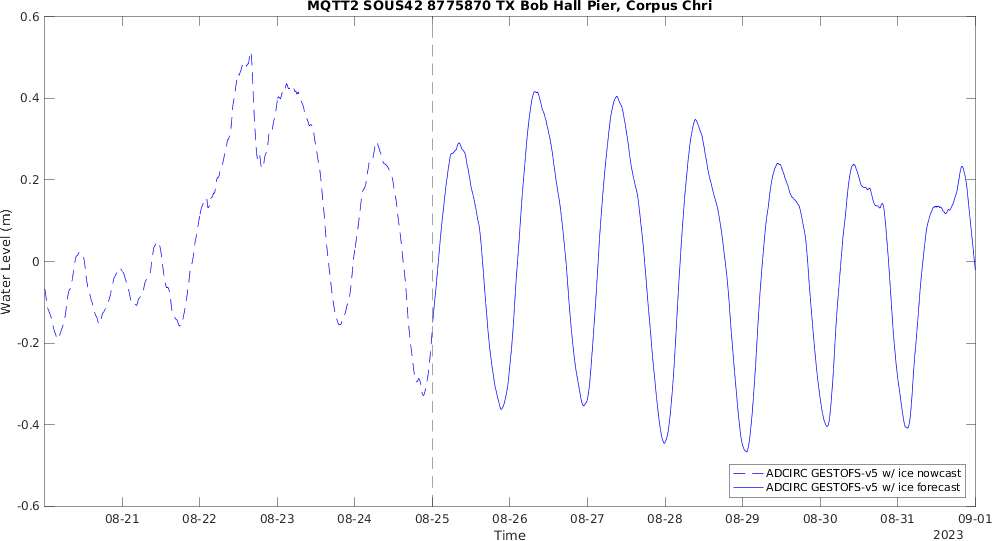 MQTT2 SOUS42 8775870 TX Bob Hall Pier, Corpus Chri
0.6
0.4
0.2
0
-0.2
-0.4
-0.6
Water Level (m)
ADCIRC GESTOFS-v5 w/ ice nowcast
ADCIRC GESTOFS-v5 w/ ice forecast
08-21 08-22 08-23 08-24 08-25 08-26 08-27 08-28 08-29 08-30 08-31 09-01
Time
2023